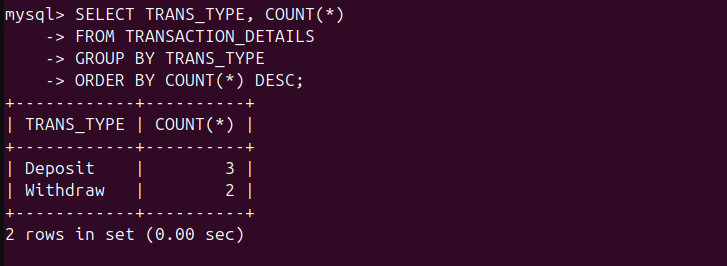 mysql> SELECT TRANS_TYPE, COUNT(*)
    -> FROM TRANSACTION_DETAILS
    -> GROUP BY TRANS_TYPE
    -> ORDER BY COUNT(*) DESC;
+------------+----------+
| TRANS_TYPE | COUNT(*) |
+------------+----------+
| Deposit    |        3 |
| Withdraw   |        2 |
+------------+----------+
2 rows in set (0.00 sec)